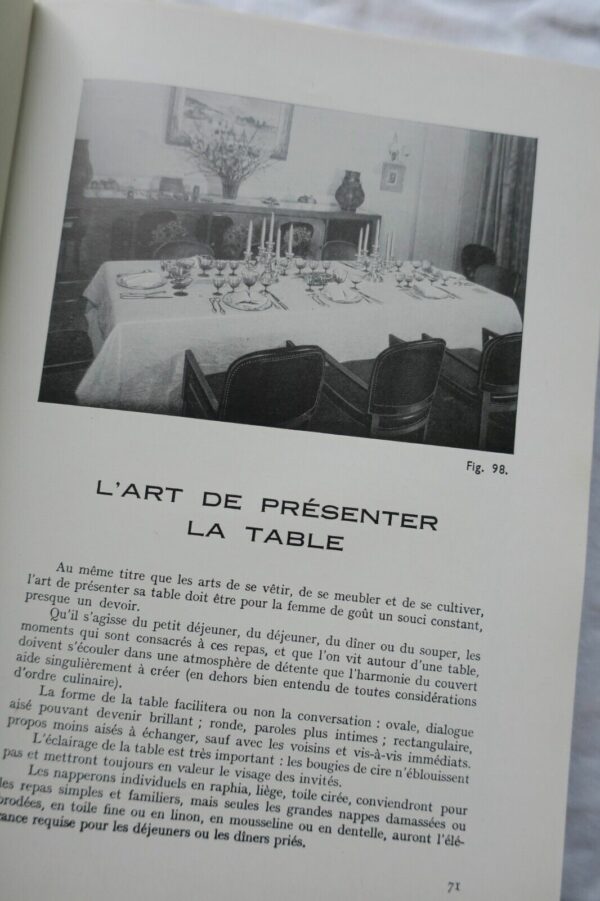 Fig. 98.
L'ART DE PRÉSENTER
LA TABLE
Au même titre que les arts de se vêtir, de se meubler et de se cultiver,
l'art de présenter sa table doit être pour la femme de goût un souci constant,
presque un devoir.
Qu'il s'agisse du petit déjeuner, du déjeuner, du dîner ou du souper, les
moments qui sont consacrés à ces repas, et que l'on vit autour d'une table,
doivent s'écouler dans une atmosphère de détente que l'harmonie du couvert
aide singulièrement à créer (en dehors bien entendu de toutes considérations
d'ordre culinaire).
La forme de la table facilitera ou non la conversation : ovale, dialogue
aisé pouvant devenir brillant ; ronde, paroles plus intimes ; rectangulaire,
propos moins aisés à échanger, sauf avec les voisins et vis-à-vis immédiats.
L'éclairage de la table est très important : les bougies de cire n'éblouissent
pas et mettront toujours en valeur le visage des invités.
Les napperons individuels en raphia, liège, toile cirée, conviendront pour
les repas simples et familiers, mais seules les grandes nappes damassées ou
brodées, en toile fine ou en linon, en mousseline ou en dentelle, auront l'élé-
gance requise pour les déjeuners ou les dîners priés.
71